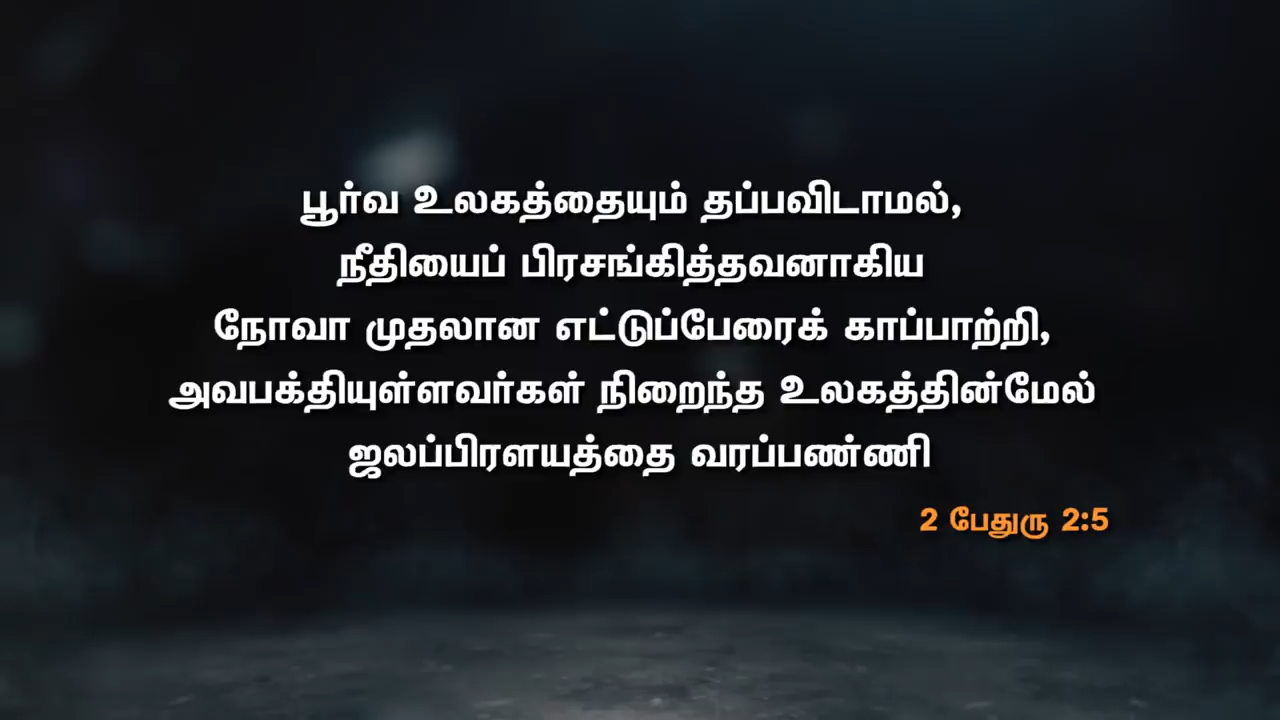 பூர்வ உலகத்தையும் தப்பவிடாமல்,
நீதியைப் பிரசங்கித்தவனாகிய
நோவா முதலான எட்டுப்பேரைக் காப்பாற்றி,
அவபக்தியுள்ளவர்கள் நிறைந்த உலகத்தின்மேல்
ஜலப்பிரளயத்தை வரப்பண்ணி
2 பேதுரு 2:5